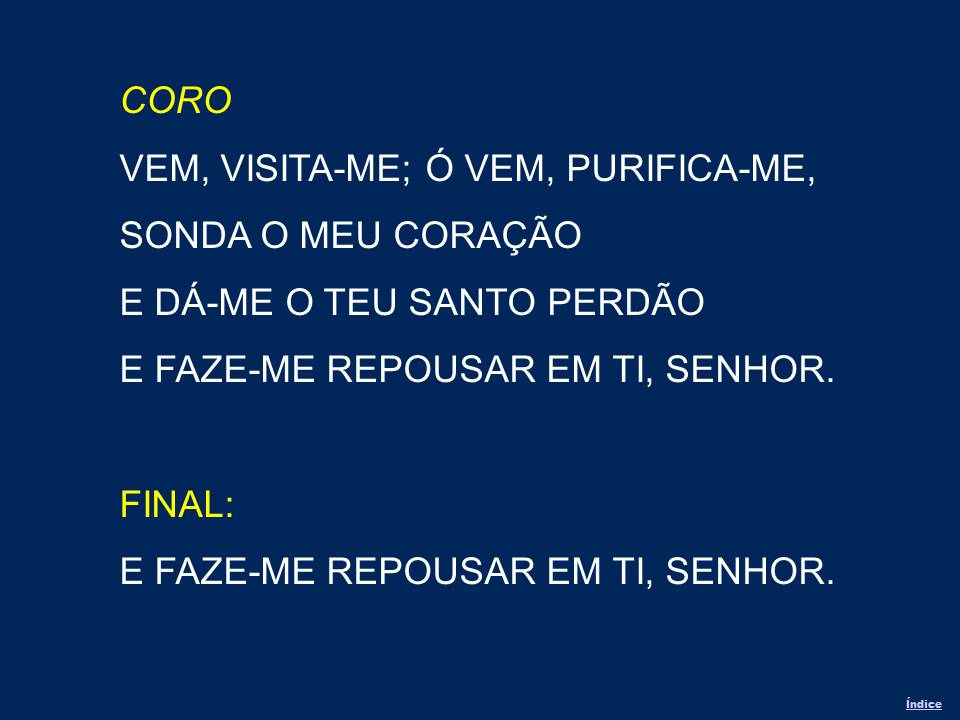 CORO
VEM, VISITA-ME; Ó VEM, PURIFICA-ME,
SONDA O MEU CORAÇÃO
E DÁ-ME O TEU SANTO PERDÃO
E FAZE-ME REPOUSAR EM TI, SENHOR.
FINAL:
E FAZE-ME REPOUSAR EM TI, SENHOR.
Índice